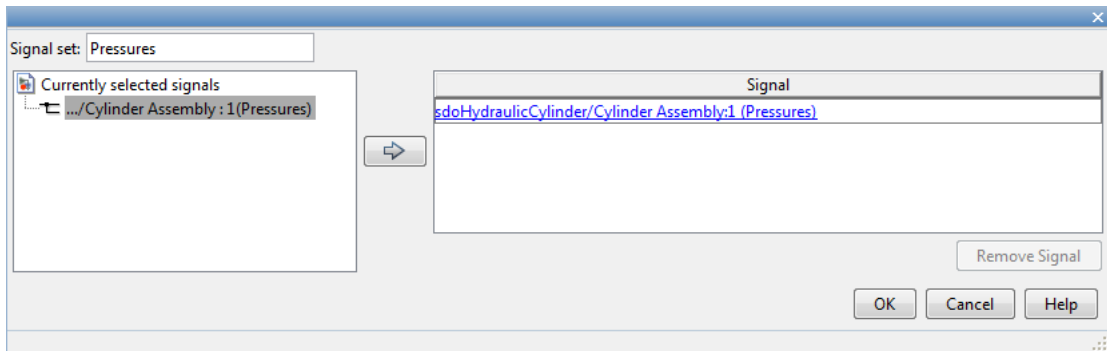 Signal set: Pressures
Currently selected signals
.../Cylinder Assembly : 1(Pressures)
Signal
sdoHydraulicCylinder/Cylinder Assembly:1 (Pressures)
Remove Signal
OK Cancel Help